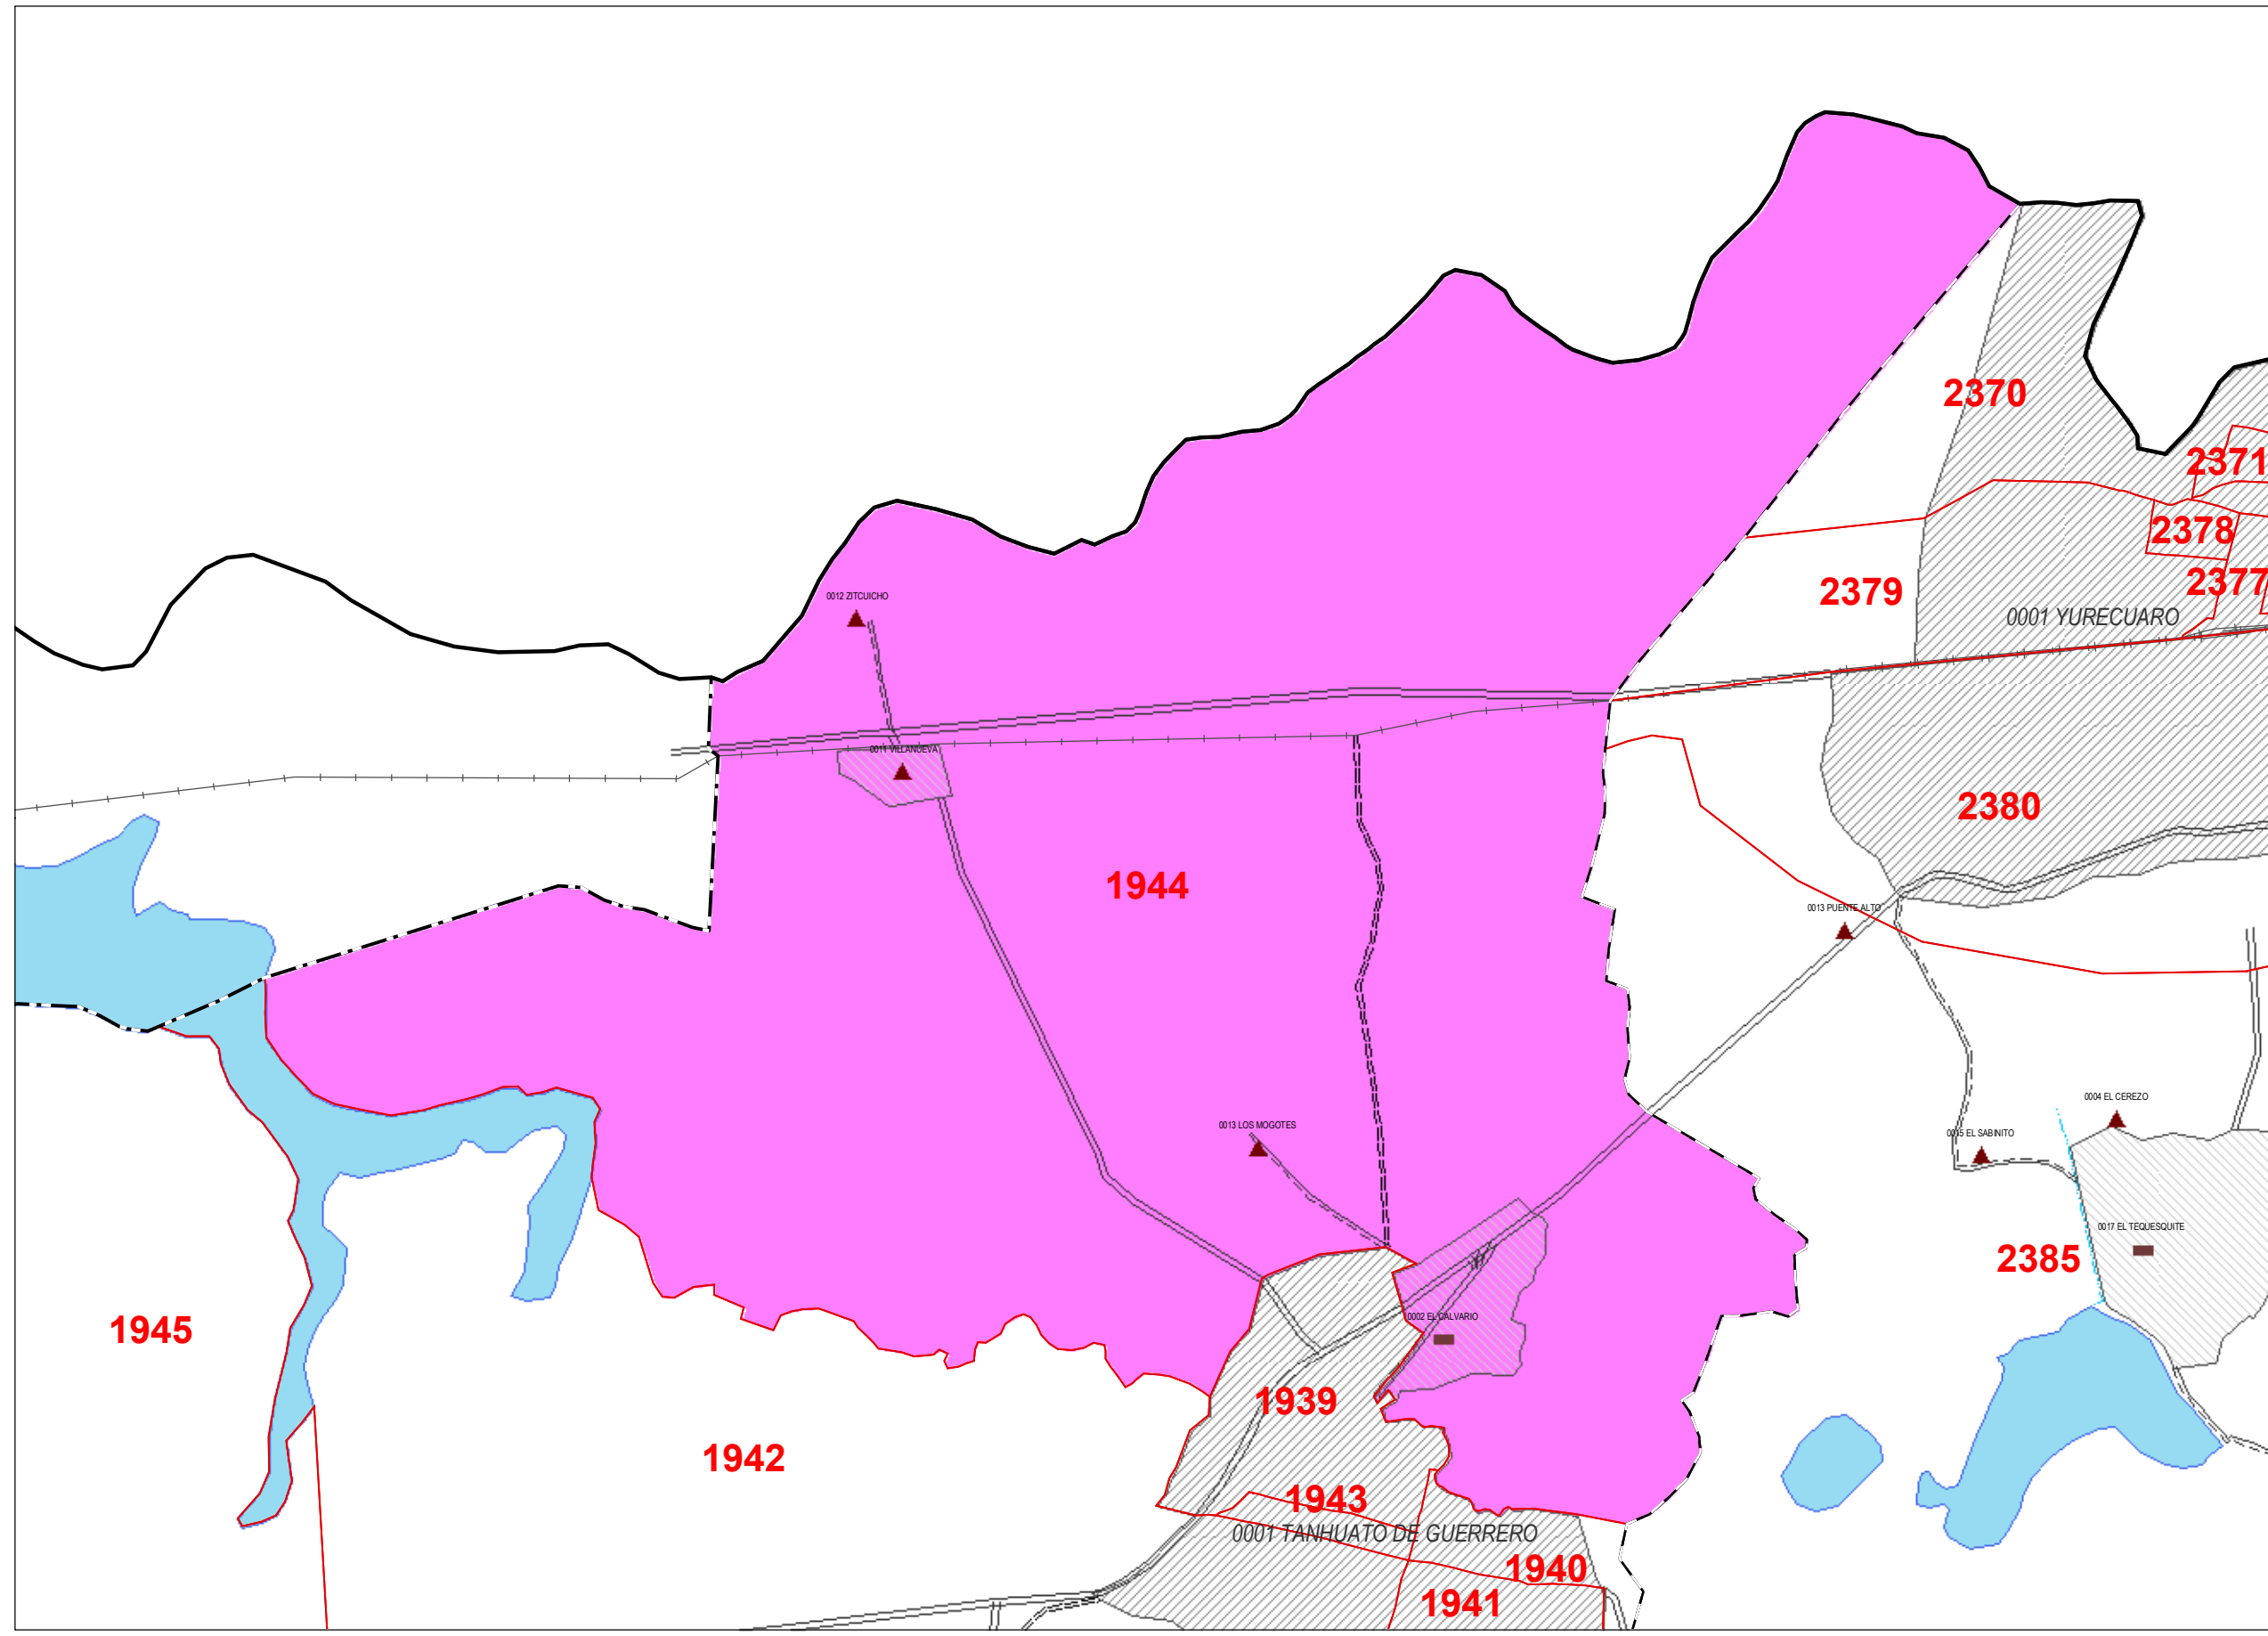 2370
2371
2378
2377
2379
0012 ZITCUICHO
0001 YURECUARO
0011 VILLANUEVA
2380
1944
0013 PUENTE ALTO
0004 EL CEREZO
0013 LOS MOGOTES
0015 EL SABINITO
0017 EL TEQUESQUITE
2385
0002 EL CALVARIO
1945
1939
1942
1943
0001 TANHUATO DE GUERRERO
1940
1941